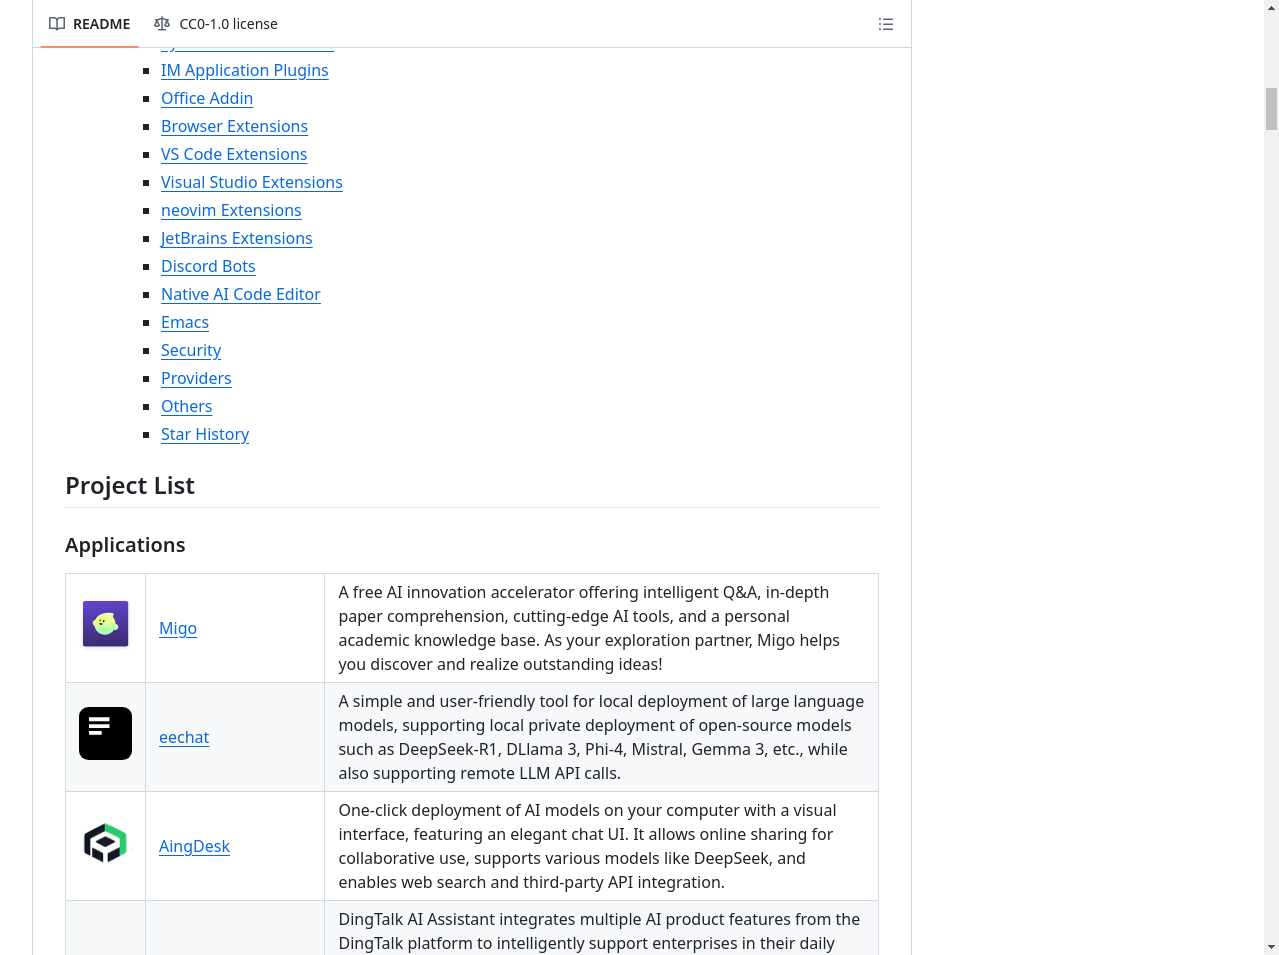 README
CC0-1.0 license
IM Application Plugins
Office Addin
Browser Extensions
VS Code Extensions
Visual Studio Extensions
neovim Extensions
JetBrains Extensions
Discord Bots
Native AI Code Editor
Emacs
Security
Providers
Others
Star History
Project List
Applications
Migo
A free AI innovation accelerator offering intelligent Q&A, in-depth
paper comprehension, cutting-edge AI tools, and a personal
academic knowledge base. As your exploration partner, Migo helps
you discover and realize outstanding ideas!
eechat
A simple and user-friendly tool for local deployment of large language
models, supporting local private deployment of open-source models
such as DeepSeek-R1, DLlama 3, Phi-4, Mistral, Gemma 3, etc., while
also supporting remote LLM API calls.
AingDesk
One-click deployment of AI models on your computer with a visual
interface, featuring an elegant chat UI. It allows online sharing for
collaborative use, supports various models like DeepSeek, and
enables web search and third-party API integration.
DingTalk AI Assistant integrates multiple AI product features from the
DingTalk platform to intelligently support enterprises in their daily